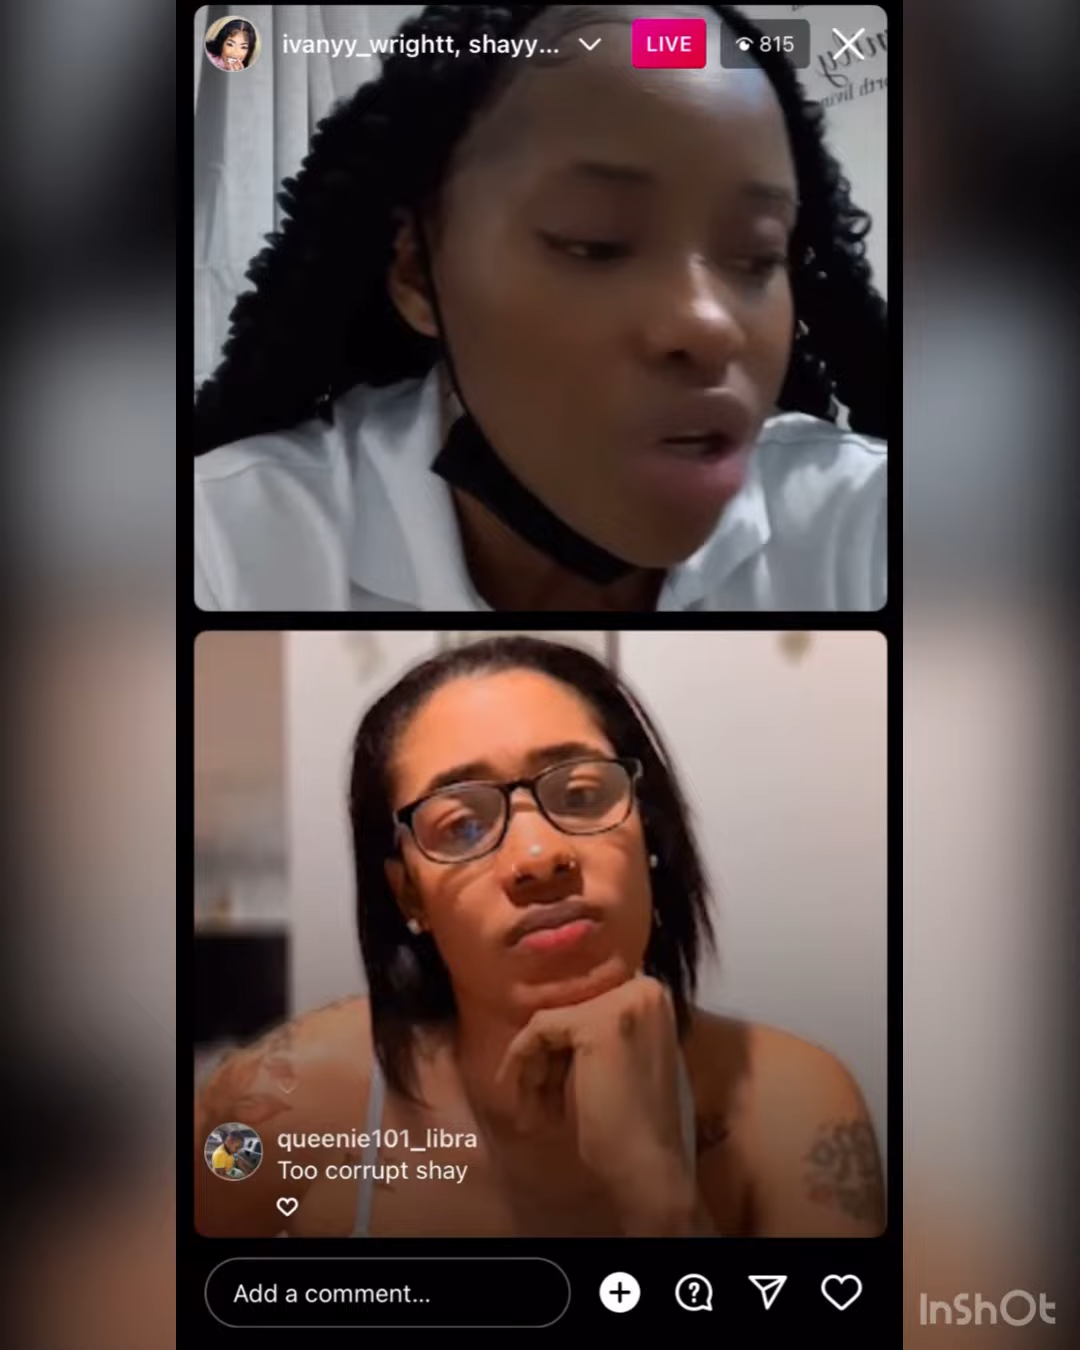 ivanyy_wrightt, shayy...
LIVE
815
queenie101_libra
Too corrupt shay
Add a comment...
InShOt